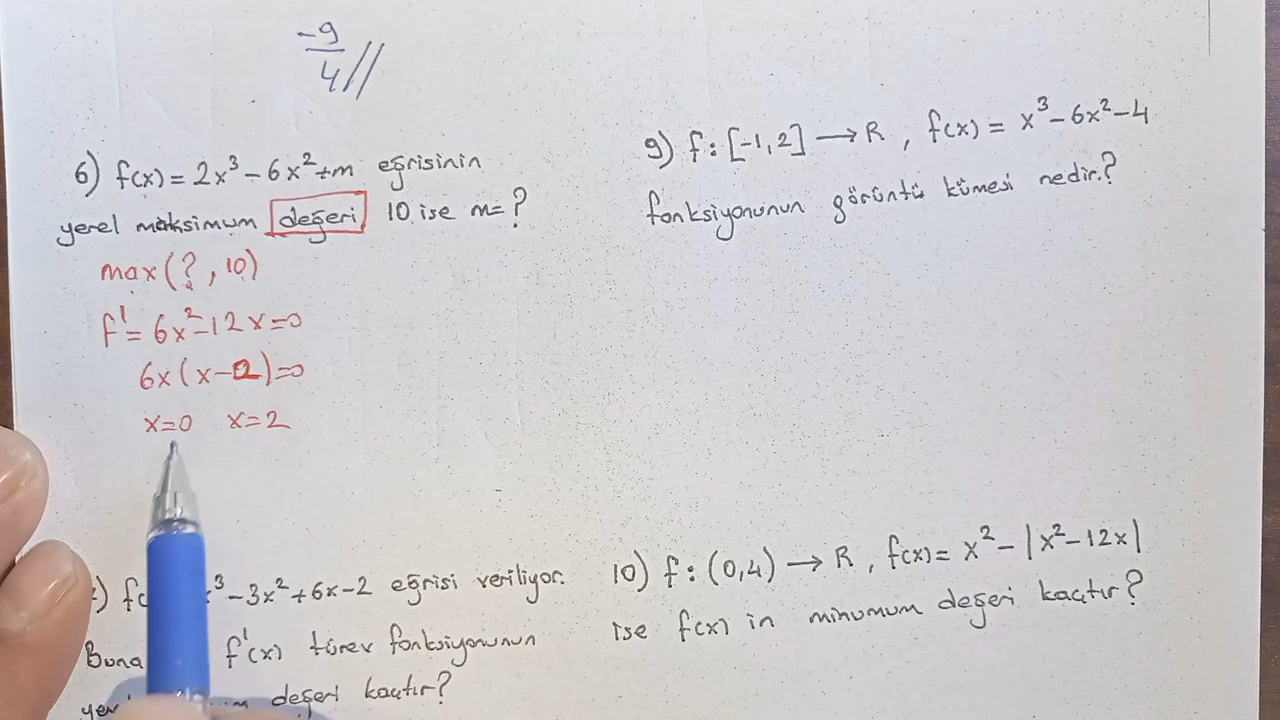 -9
4//
6) f(x) = 2x³ - 6x² + m eğrisinin
yerel maksimum değeri 10 ise m=?
max(?, 10)
f' = 6x² - 12x = 0
6x(x-2) = 0
x=0 x=2
³ - 3x² + 6x - 2 eğrisi veriliyor.
Buna f'(x) türev fonksiyonunun
değeri kaçtır?
9) f: [-1, 2] → R, f(x) = x³ - 6x² - 4
fonksiyonunun görüntü kümesi nedir?
10) f: (0,4) → R, f(x) = x² - |x² - 12x|
ise f(x) in minumum değeri kaçtır?